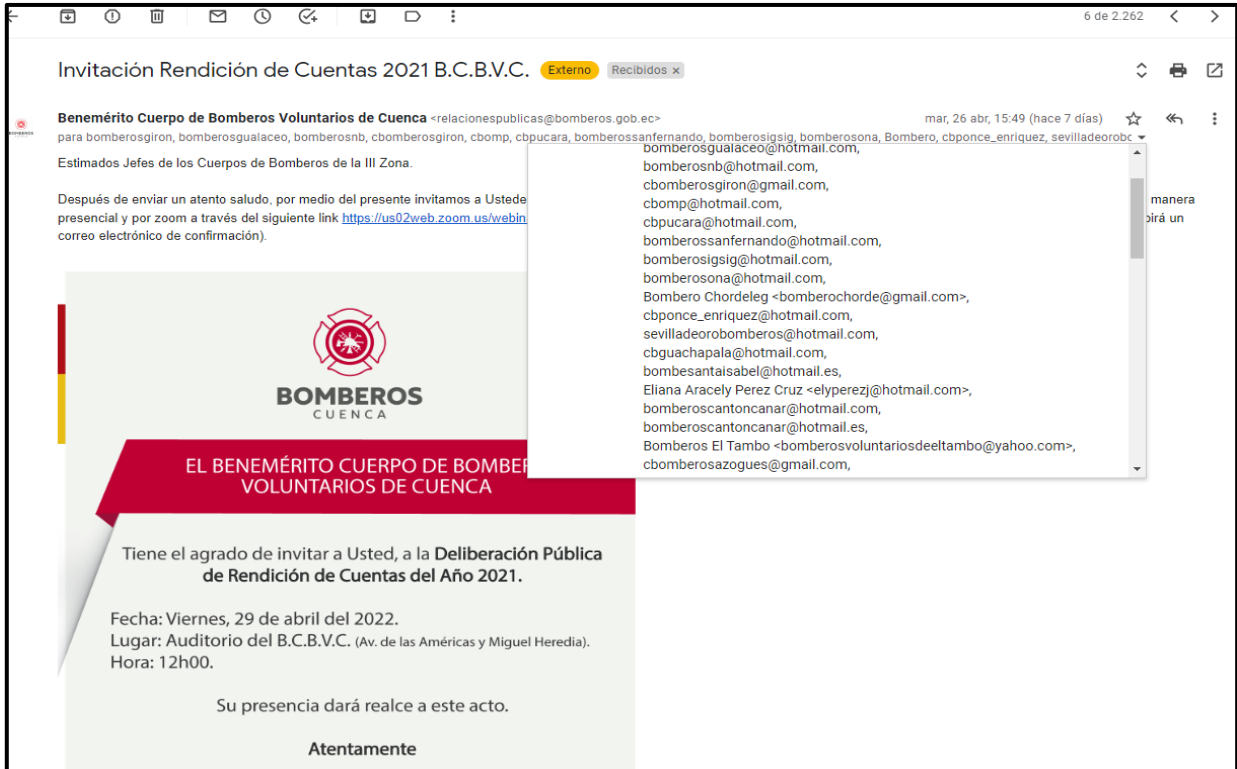 6 de 2.262
Invitación Rendición de Cuentas 2021 B.C.B.V.C. Externo Recibidos x
Benemérito Cuerpo de Bomberos Voluntarios de Cuenca <relacionespublicas@bomberos.gob.ec> mar, 26 abr, 15:49 (hace 7 días)
para bomberosgiron, bomberosgualaceo, bomberosnb, cbomberosgiron, cbomp, cbpucara, bomberossanfernando, bomberosigsig, bomberosona, Bombero, cbponce_enriquez, sevilladeorobc
Estimados Jefes de los Cuerpos de Bomberos de la III Zona.
Después de enviar un atento saludo, por medio del presente invitamos a Ustede manera
presencial y por zoom a través del siguiente link https://us02web.zoom.us/webin birá un
correo electrónico de confirmación).
bomberosgualaceo@hotmail.com,
bomberosnb@hotmail.com,
cbomberosgiron@gmail.com,
cbomp@hotmail.com,
cbpucara@hotmail.com,
bomberossanfernando@hotmail.com,
bomberosigsig@hotmail.com,
bomberosona@hotmail.com,
Bombero Chordeleg <bomberochorde@gmail.com>,
cbponce_enriquez@hotmail.com,
sevilladeorobomberos@hotmail.com,
cbguachapala@hotmail.com,
bombesantaisabel@hotmail.es,
Eliana Aracely Perez Cruz <elyperezj@hotmail.com>,
bomberoscantoncanar@hotmail.com,
bomberoscantoncanar@hotmail.es,
Bomberos El Tambo <bomberosvoluntariosdeeltambo@yahoo.com>,
cbomberosazogues@gmail.com,
BOMBEROS
CUENCA
EL BENEMÉRITO CUERPO DE BOMBER
VOLUNTARIOS DE CUENCA
Tiene el agrado de invitar a Usted, a la Deliberación Pública
de Rendición de Cuentas del Año 2021.
Fecha: Viernes, 29 de abril del 2022.
Lugar: Auditorio del B.C.B.V.C. (Av. de las Américas y Miguel Heredia).
Hora: 12h00.
Su presencia dará realce a este acto.
Atentamente